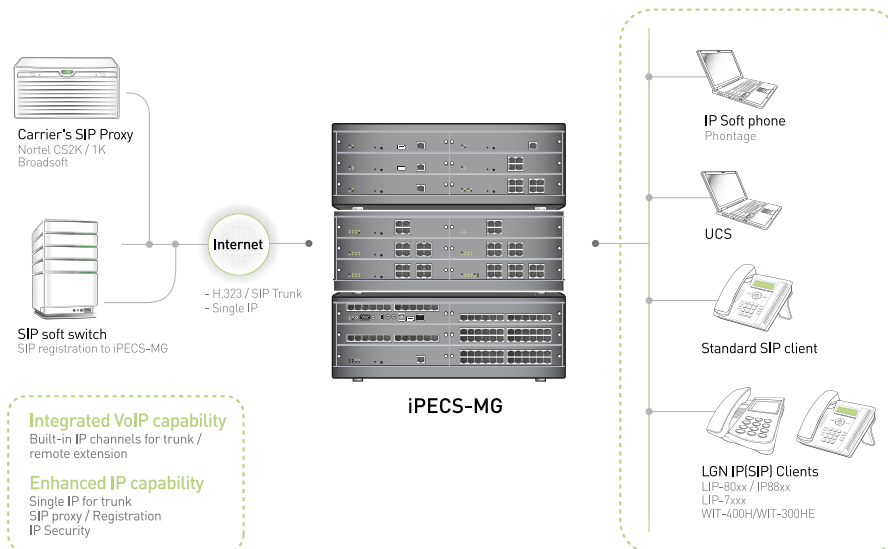 Carrier's SIP Proxy
Nortel CS2K / 1K
Broadsoft
SIP soft switch
SIP registration to iPECS-MG
Internet
- H.323 / SIP Trunk
- Single IP
iPECS-MG
IP Soft phone
Phontage
UCS
Standard SIP client
LGN IP(SIP) Clients
LIP-80xx / IP88xx
LIP-7xxx
WIT-400H/WIT-300HE
Integrated VoIP capability
Built-in IP channels for trunk /
remote extension
Enhanced IP capability
Single IP for trunk
SIP proxy / Registration
IP Security